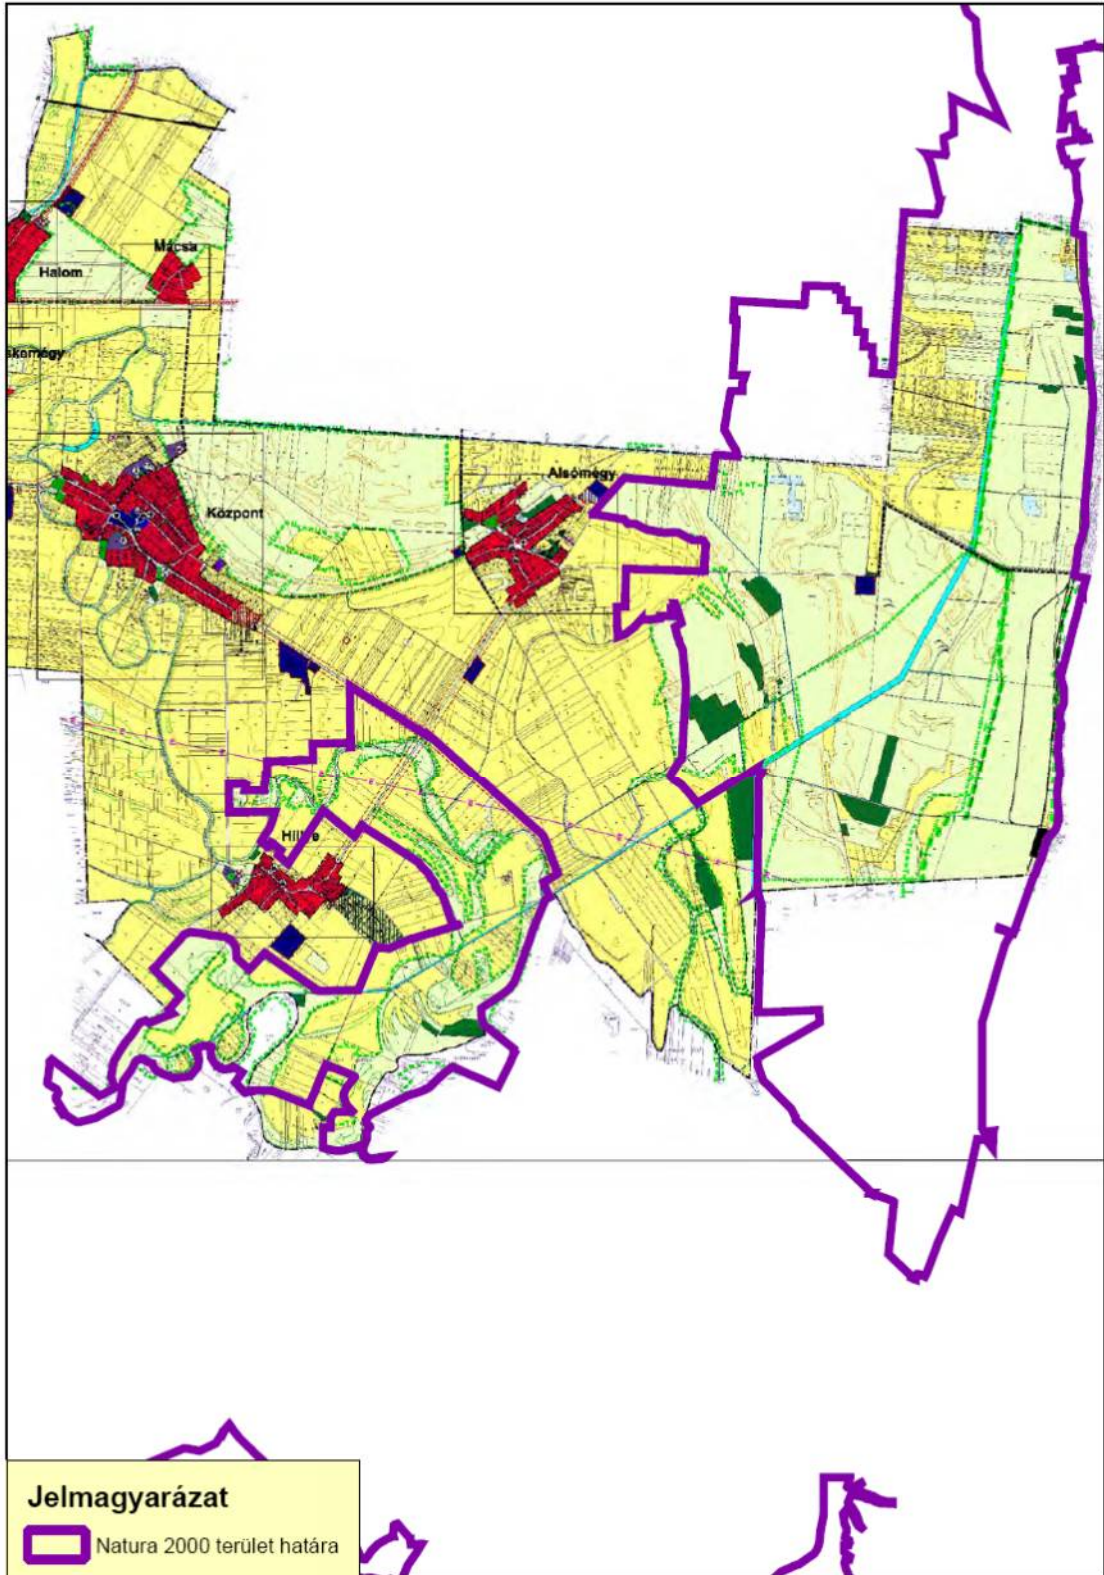 Mácsa
Halom
Alsómégy
Központ
Jelmagyarázat
Natura 2000 terület határa